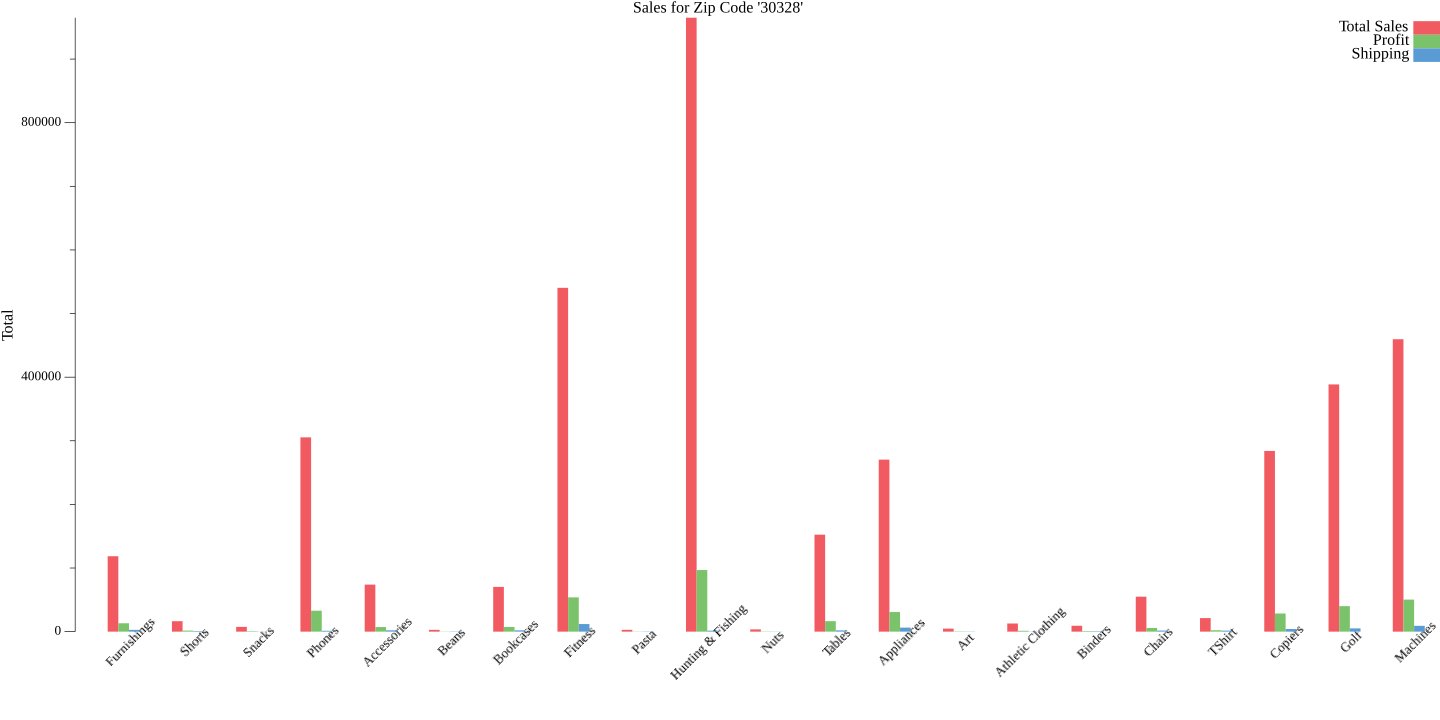 Sales for Zip Code '30328'
Total Sales
Profit
Shipping
800000
400000
0
Total
Furnishings
Shorts
Snacks
Phones
Accessories
Beans
Bookcases
Fitness
Pasta
Hunting & Fishing
Nuts
Tables
Appliances
Art
Athletic Clothing
Binders
Chairs
TShirt
Copiers
Golf
Machines